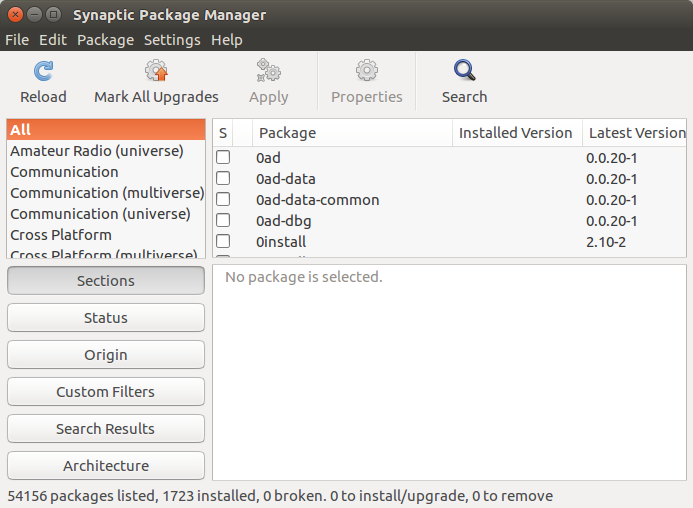 Synaptic Package Manager
File Edit Package Settings Help
Reload Mark All Upgrades Apply Properties Search
All
Amateur Radio (universe)
Communication
Communication (multiverse)
Communication (universe)
Cross Platform
Cross Platform (multiverse)
S Package Installed Version Latest Version
0ad 0.0.20-1
0ad-data 0.0.20-1
0ad-data-common 0.0.20-1
0ad-dbg 0.0.20-1
0install 2.10-2
Sections
Status
Origin
Custom Filters
Search Results
Architecture
No package is selected.
54156 packages listed, 1723 installed, 0 broken. 0 to install/upgrade, 0 to remove